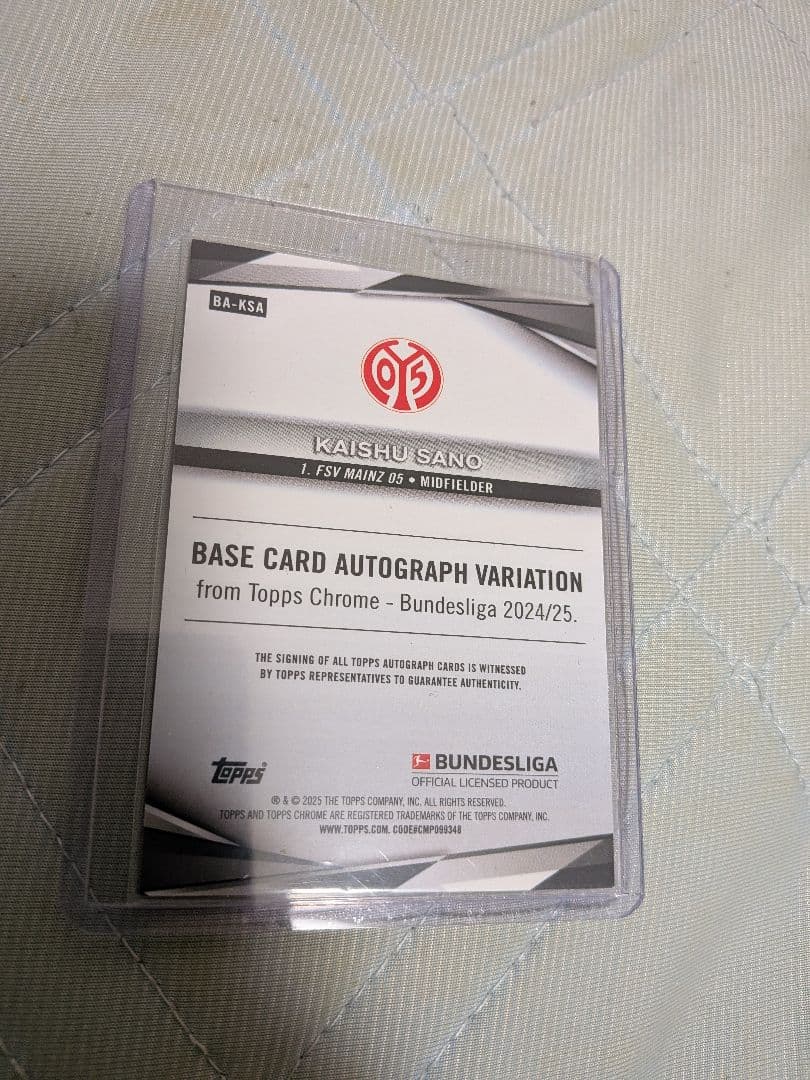 BA-KSA
05
KAISHU SANO
1. FSV MAINZ 05 • MIDFIELDER
BASE CARD AUTOGRAPH VARIATION
from Topps Chrome - Bundesliga 2024/25.
THE SIGNING OF ALL TOPPS AUTOGRAPH CARDS IS WITNESSED
BY TOPPS REPRESENTATIVES TO GUARANTEE AUTHENTICITY.
topps
BUNDESLIGA
OFFICIAL LICENSED PRODUCT
® & © 2025 THE TOPPS COMPANY, INC. ALL RIGHTS RESERVED.
TOPPS AND TOPPS CHROME ARE REGISTERED TRADEMARKS OF THE TOPPS COMPANY, INC.
WWW.TOPPS.COM. CODE#CMP099348